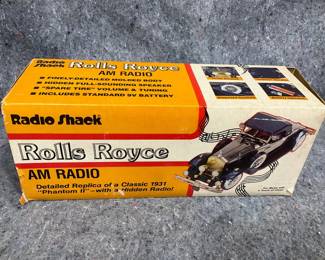 Radio Shack
Rolls Royce
AM RADIO
■ FINELY-DETAILED MOLDED BODY
■ HIDDEN FULL-SOUNDING SPEAKER
■ "SPARE TIRE" VOLUME & TUNING
■ INCLUDES STANDARD 9V BATTERY
Radio Shack
Rolls Royce
AM RADIO
Detailed Replica of a Classic 1931
"Phantom II"-with a Hidden Radio!